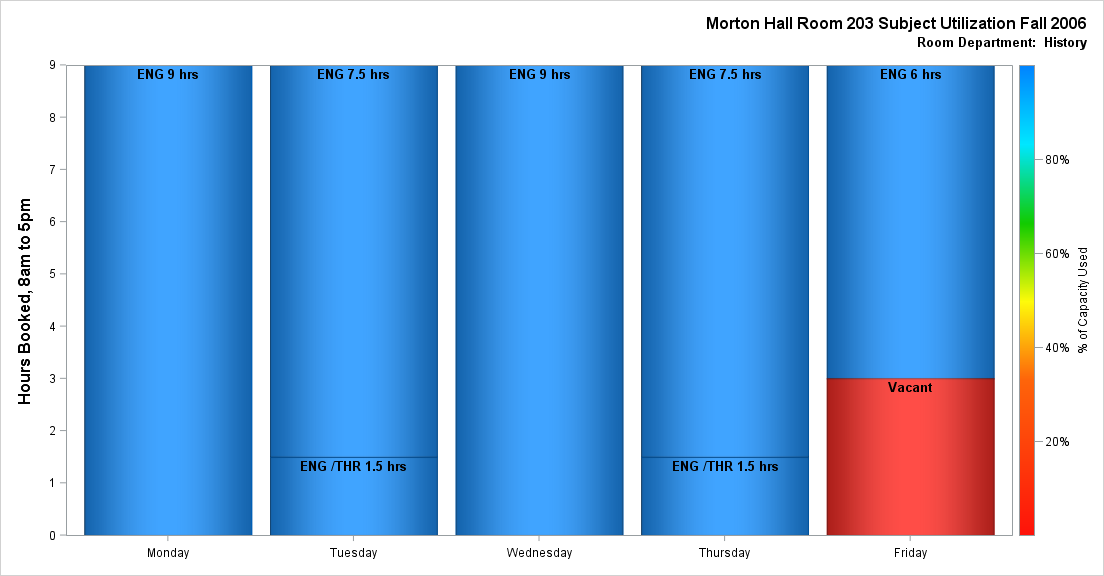 Morton Hall Room 203 Subject Utilization Fall 2006
Room Department: History
Hours Booked, 8am to 5pm
9
8
7
6
5
4
3
2
1
0
ENG 9 hrs
ENG 7.5 hrs
ENG 9 hrs
ENG 7.5 hrs
ENG 6 hrs
Vacant
ENG /THR 1.5 hrs
ENG /THR 1.5 hrs
Monday
Tuesday
Wednesday
Thursday
Friday
80%
60%
40%
20%
% of Capacity Used